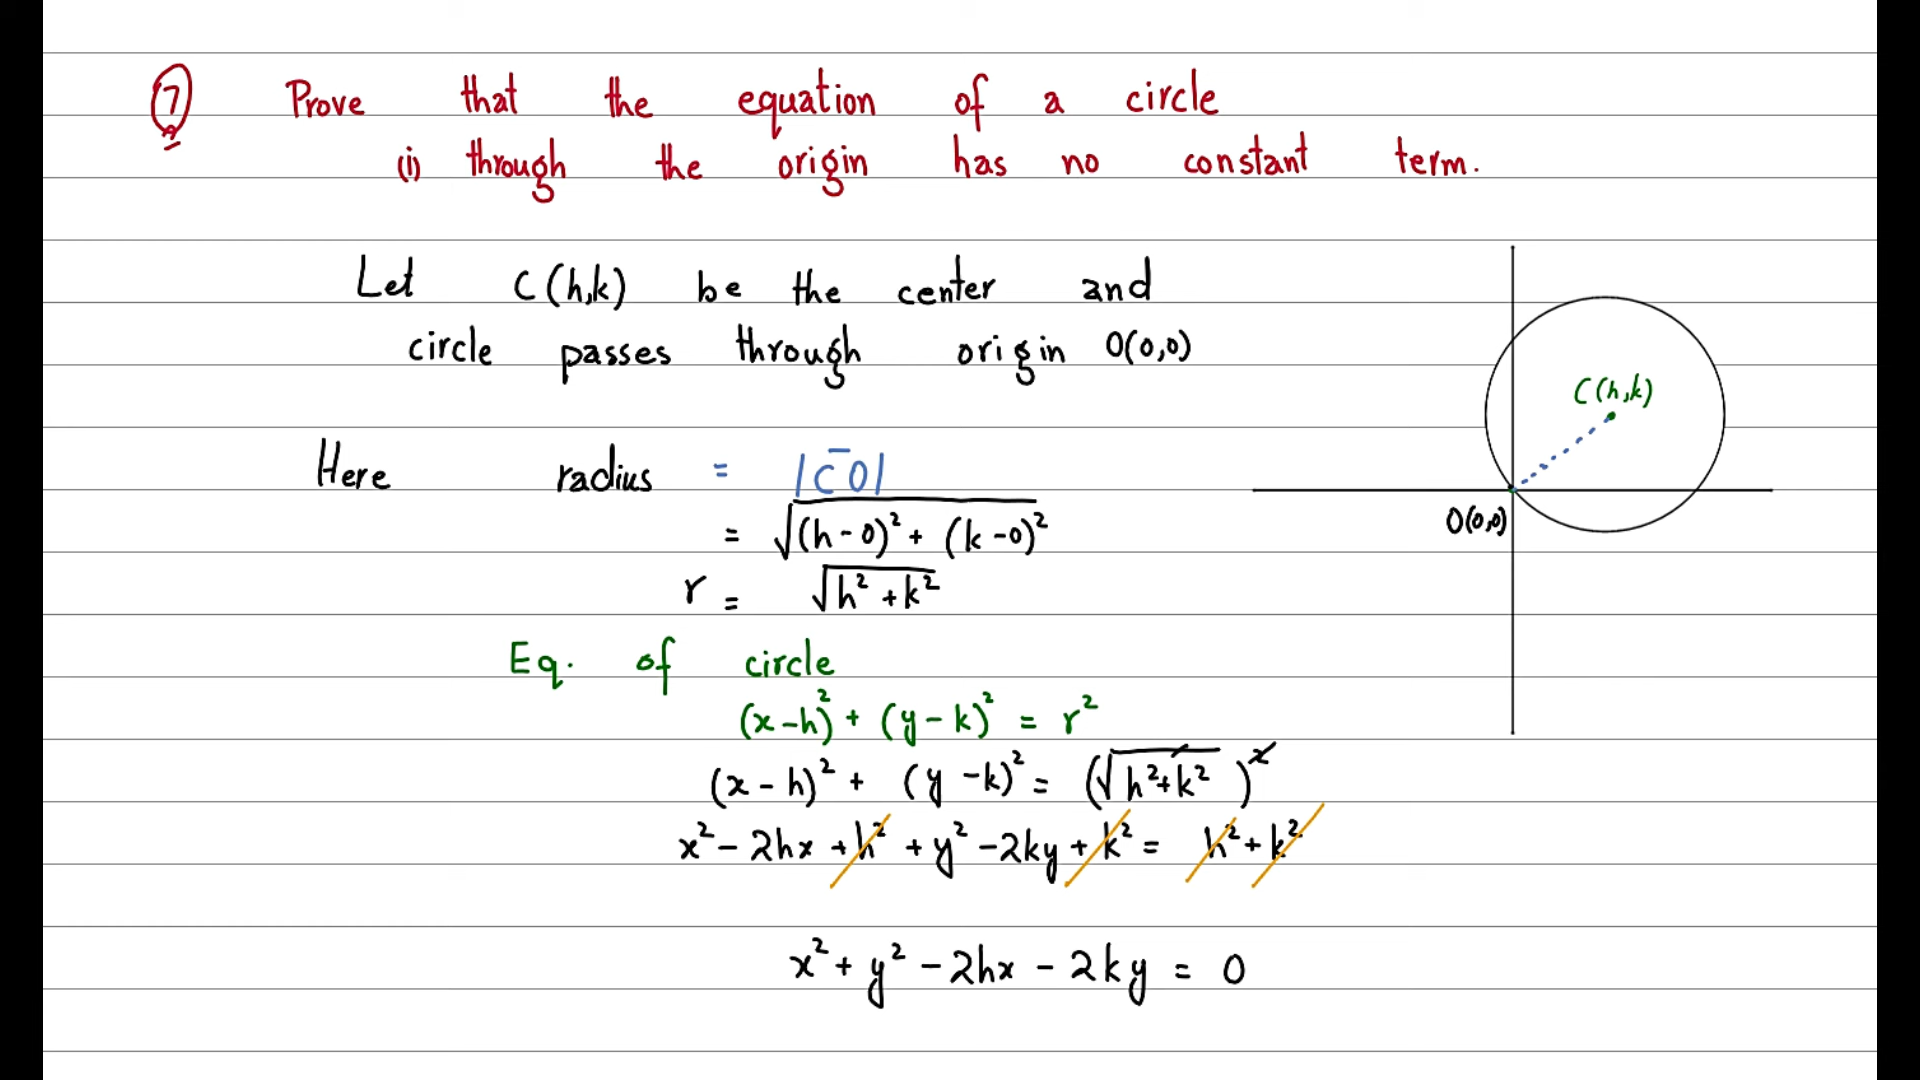 7 Prove that the equation of a circle
(i) through the origin has no constant term.
Let C(h,k) be the center and
circle passes through origin O(0,0)
C(h,k)
Here radius = |C̄O|
O(0,0)
= √((h-0)² + (k-0)²)
r = √(h² + k²)
Eq. of circle
(x-h)² + (y-k)² = r²
(x-h)² + (y-k)² = (√(h²+k²))²
x² - 2hx + h² + y² - 2ky + k² = h² + k²
x² + y² - 2hx - 2ky = 0